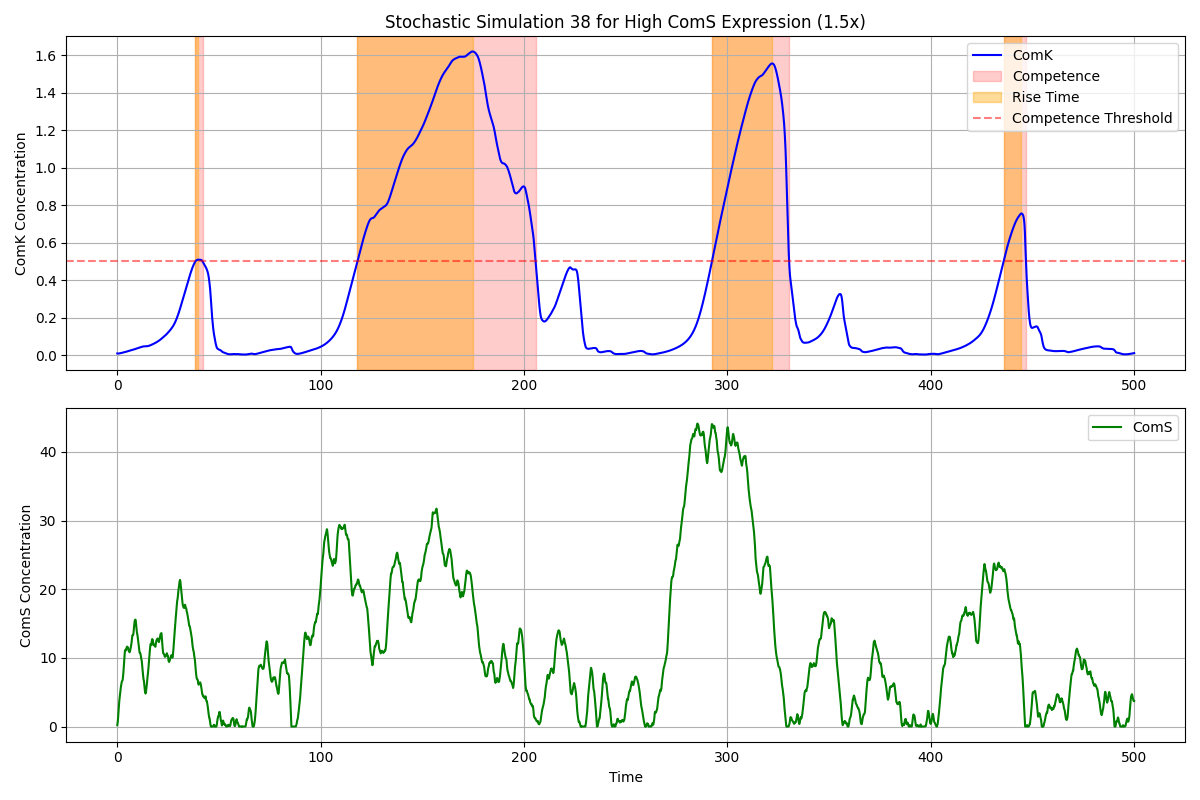 Stochastic Simulation 38 for High ComS Expression (1.5x)
ComK Concentration
1.6
1.4
1.2
1.0
0.8
0.6
0.4
0.2
0.0
ComK
Competence
Rise Time
Competence Threshold
0 100 200 300 400 500
ComS Concentration
40
30
20
10
0
ComS
0 100 200 300 400 500
Time